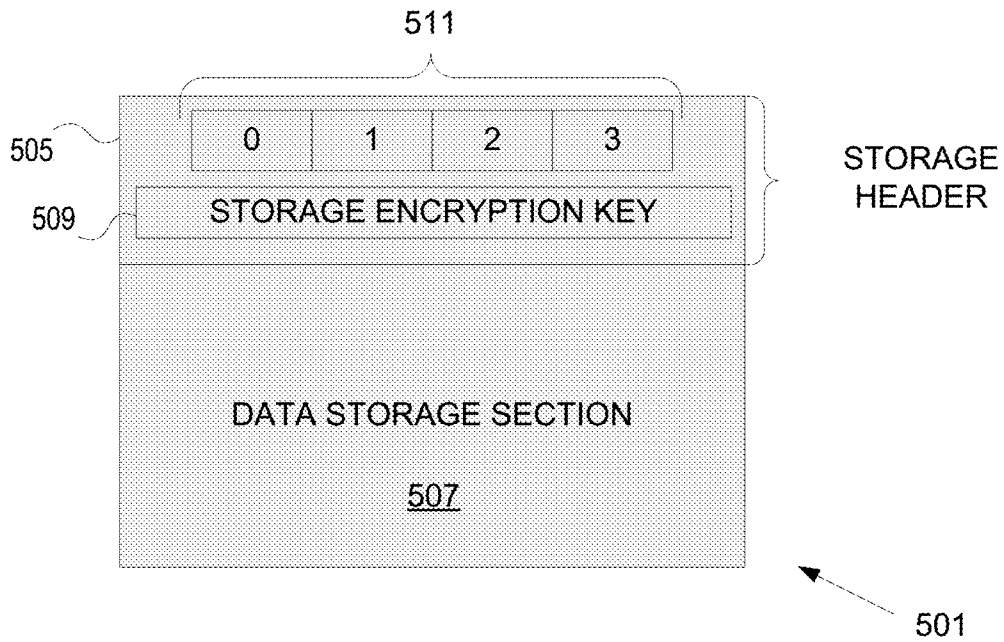 511
505
0 1 2 3
STORAGE
HEADER
509
STORAGE ENCRYPTION KEY
DATA STORAGE SECTION
507
501